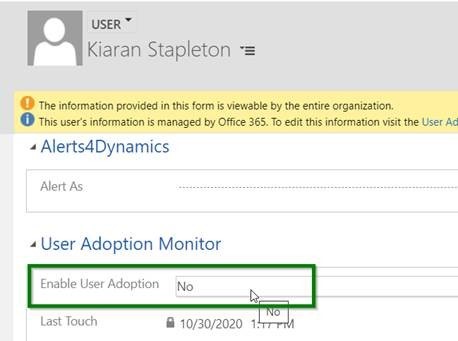 USER
Kiaran Stapleton
The information provided in this form is viewable by the entire organization.
This user's information is managed by Office 365. To edit this information visit the User Ad
Alerts4Dynamics
Alert As
User Adoption Monitor
Enable User Adoption No
No
Last Touch 10/30/2020 1:17 PM